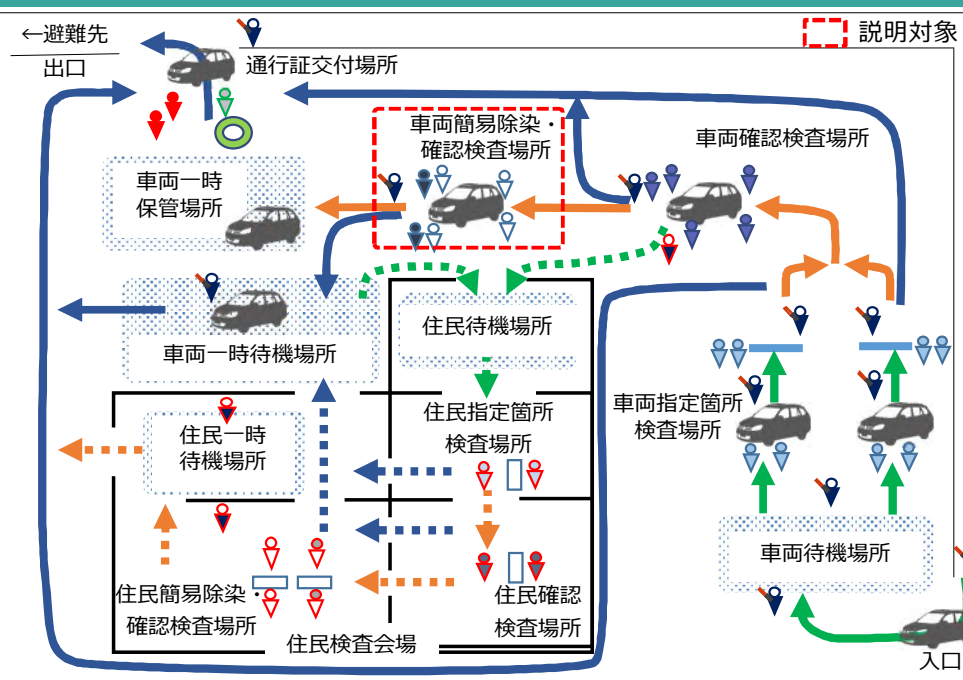 ←避難先
出口
説明対象
通行証交付場所
車両簡易除染・
確認検査場所
車両確認検査場所
車両一時
保管場所
住民待機場所
車両一時待機場所
住民指定箇所
検査場所
車両指定箇所
検査場所
住民一時
待機場所
車両待機場所
住民簡易除染・
確認検査場所
住民確認
検査場所
住民検査会場
入口